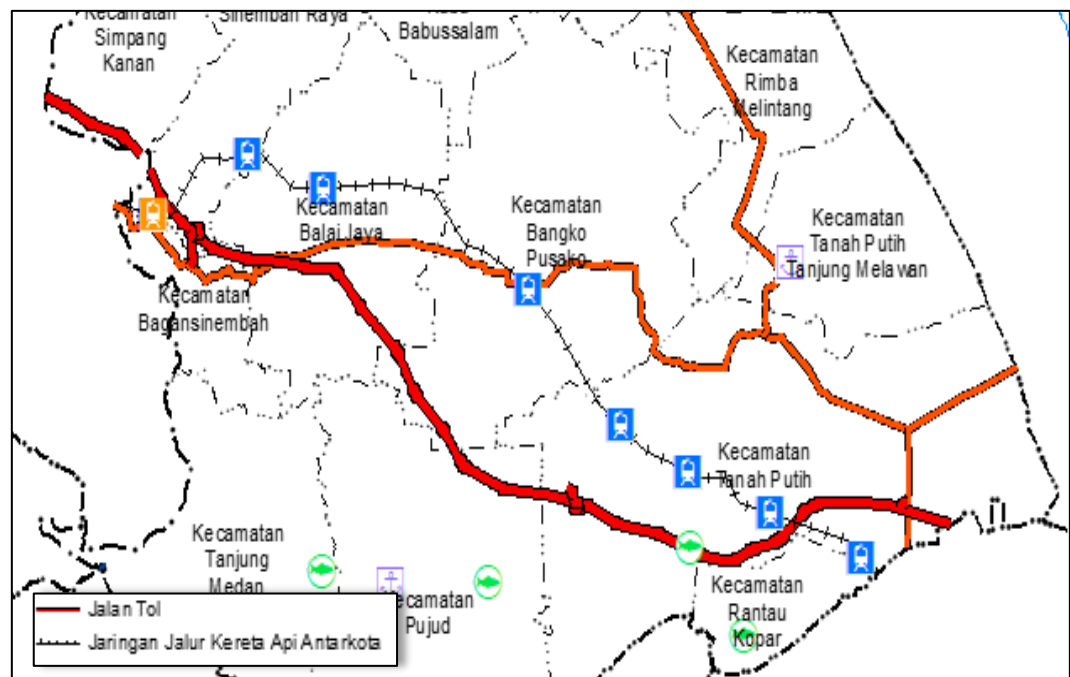 Kecamatan
Simpang
Kanan
Sinembah Raya
Babussalam
Kecamatan
Rimba
Melintang
Kecamatan
Balai Jaya
Kecamatan
Bangko
Pusako
Kecamatan
Tanah Putih
Tanjung Melawan
Kecamatan
Bagansinembah
Kecamatan
Tanah Putih
Kecamatan
Tanjung
Medan
Kecamatan
Pujud
Kecamatan
Rantau
Kopar
Jalan Tol
Jaringan Jalur Kereta Api Antarkota